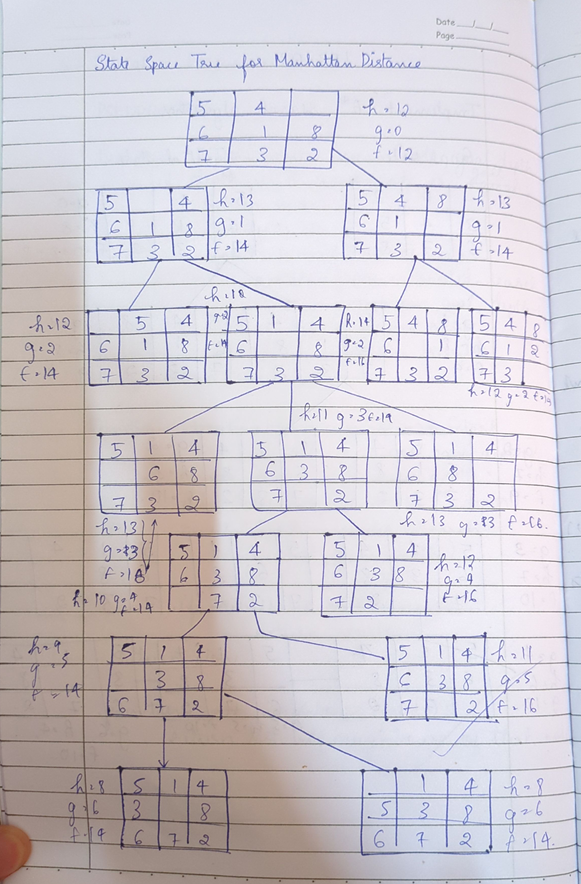 Date
Page
State Space Tree for Manhattan Distance
5 4
6 1 8
7 3 2
h=12
g=0
f=12
5 4
6 1 8
7 3 2
h=13
g=1
f=14
5 4 8
6 1
7 3 2
h=13
g=1
f=14
h=12
g=2
f=14
5 4
6 1 8
7 3 2
g=2
5 1 4
6 8
7 3 2
h=14
g=2
f=16
5 4 8
6 1
7 3 2
5 4 8
6 1 2
7 3
h=12 g=2 f=14
h=11 g=3 f=14
5 1 4
6 8
7 3 2
5 1 4
6 3 8
7 2
5 1 4
6 8
7 3 2
h=13
h=13
5 1 4
6 3 8
7 2
h=10 g=4
f=14
5 1 4
6 3 8
7 2
g=4
f=16
h=9
g=5
f=14
5 1 4
3 8
6 7 2
5 1 4
6 3 8
7 2
h=11
g=5
f=16
h=8
g=6
f=14
5 1 4
3 8
6 7 2
1 4
5 3 8
6 7 2
h=8
g=6
f=14.